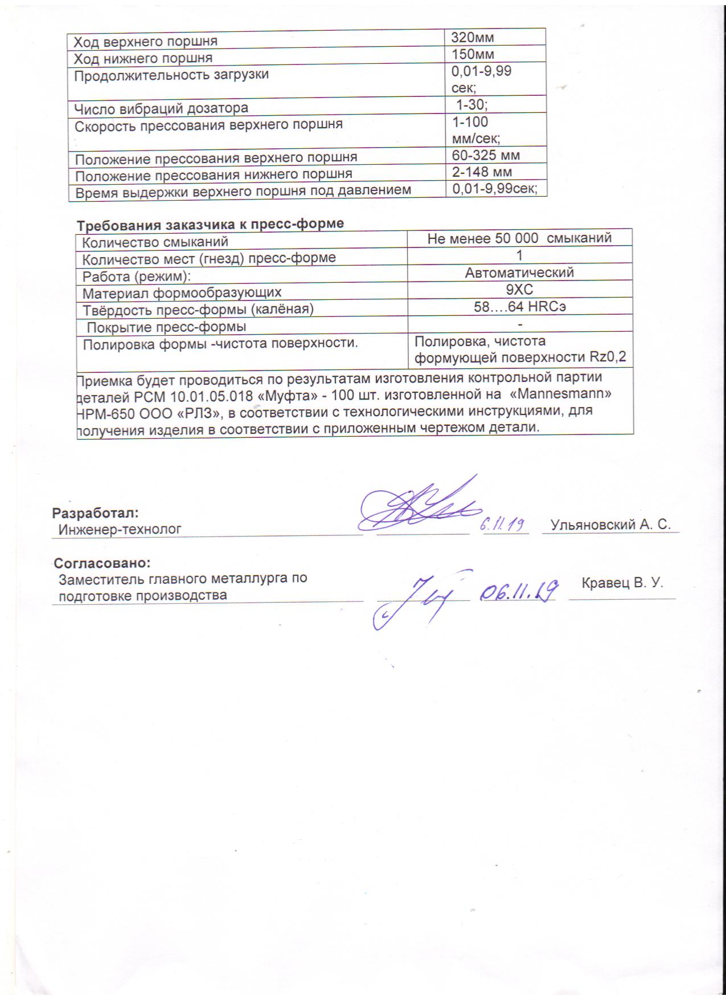 Ход верхнего поршня 320мм
Ход нижнего поршня 150мм
Продолжительность загрузки 0,01-9,99
сек;
Число вибраций дозатора 1-30;
Скорость прессования верхнего поршня 1-100
мм/сек;
Положение прессования верхнего поршня 60-325 мм
Положение прессования нижнего поршня 2-148 мм
Время выдержки верхнего поршня под давлением 0,01-9,99сек;
Требования заказчика к пресс-форме
Количество смыканий Не менее 50 000 смыканий
Количество мест (гнезд) пресс-форме 1
Работа (режим): Автоматический
Материал формообразующих 9ХС
Твёрдость пресс-формы (калёная) 58....64 HRCэ
Покрытие пресс-формы -
Полировка формы -чистота поверхности. Полировка, чистота
формующей поверхности Rz0,2
Приемка будет проводиться по результатам изготовления контрольной партии
деталей РСМ 10.01.05.018 «Муфта» - 100 шт. изготовленной на «Mannesmann»
НРМ-650 ООО «РЛЗ», в соответствии с технологическими инструкциями, для
получения изделия в соответствии с приложенным чертежом детали.
Разработал:
Инженер-технолог 6.11.19 Ульяновский А. С.
Согласовано:
Заместитель главного металлурга по
подготовке производства 06.11.19 Кравец В. У.